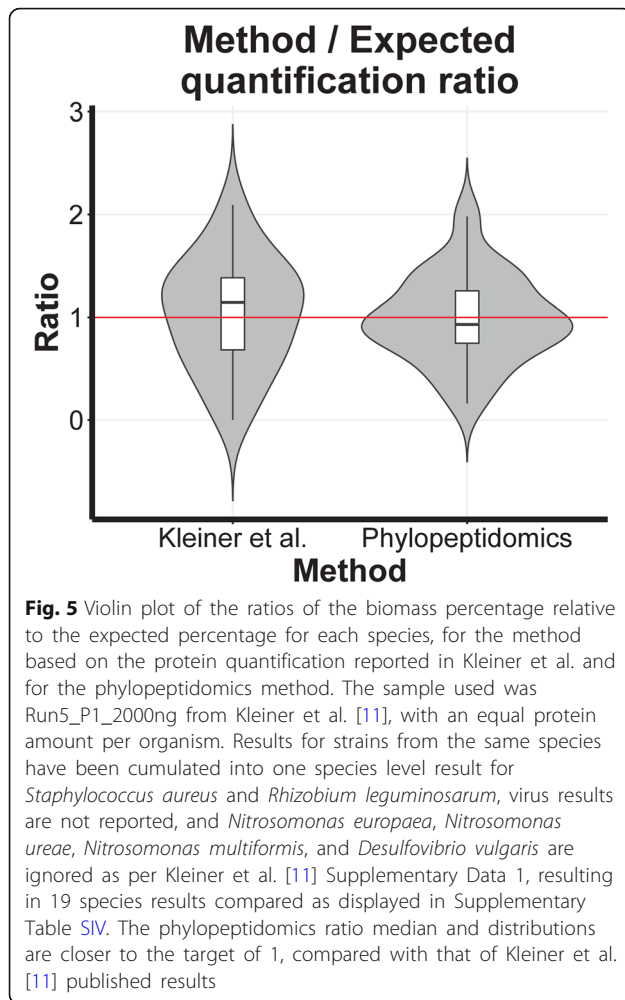 Method / Expected
quantification ratio
3
2
1
0
Ratio
Kleiner et al.
Phylopeptidomics
Method
Fig. 5 Violin plot of the ratios of the biomass percentage relative
to the expected percentage for each species, for the method
based on the protein quantification reported in Kleiner et al. and
for the phylopeptidomics method. The sample used was
Run5_P1_2000ng from Kleiner et al. [11], with an equal protein
amount per organism. Results for strains from the same species
have been cumulated into one species level result for
Staphylococcus aureus and Rhizobium leguminosarum, virus results
are not reported, and Nitrosomonas europaea, Nitrosomonas
ureae, Nitrosomonas multiformis, and Desulfovibrio vulgaris are
ignored as per Kleiner et al. [11] Supplementary Data 1, resulting
in 19 species results compared as displayed in Supplementary
Table SIV. The phylopeptidomics ratio median and distributions
are closer to the target of 1, compared with that of Kleiner et al.
[11] published results